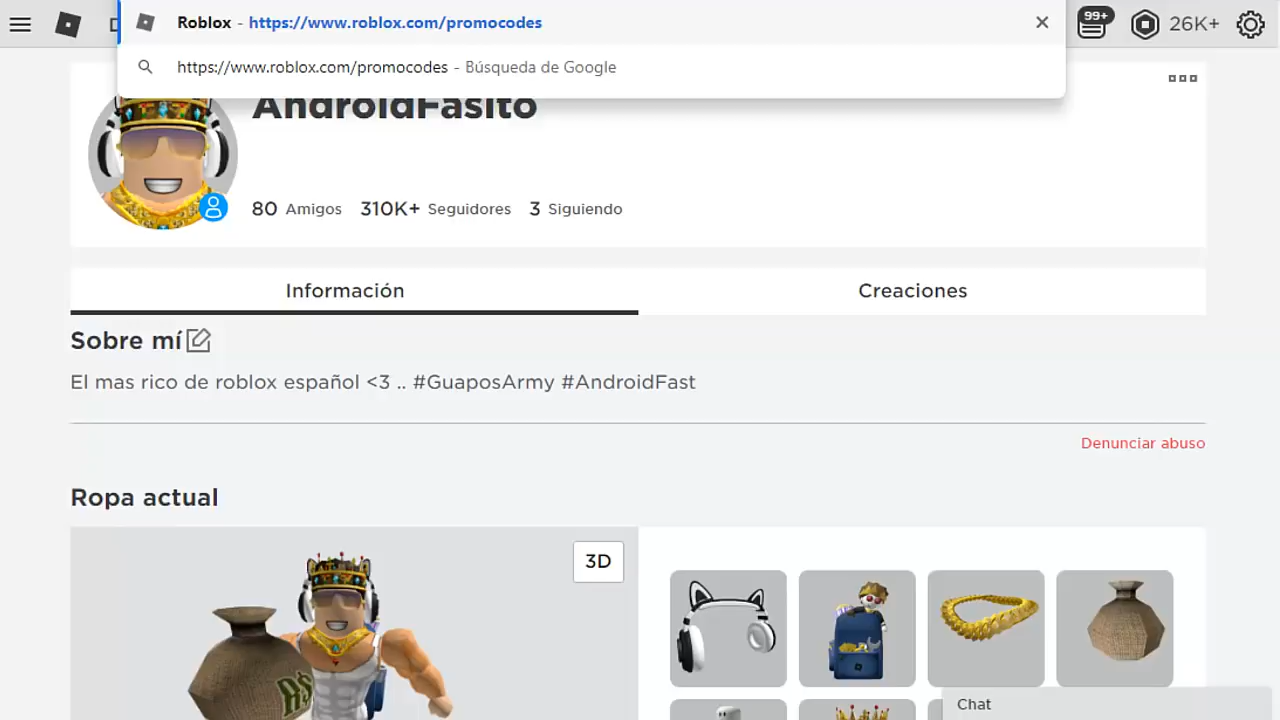 Roblox - https://www.roblox.com/promocodes
99+
26K+
https://www.roblox.com/promocodes - Búsqueda de Google
AndroidFasito
80 Amigos 310K+ Seguidores 3 Siguiendo
Información Creaciones
Sobre mí
El mas rico de roblox español <3 .. #GuaposArmy #AndroidFast
Denunciar abuso
Ropa actual
3D
R$
Chat